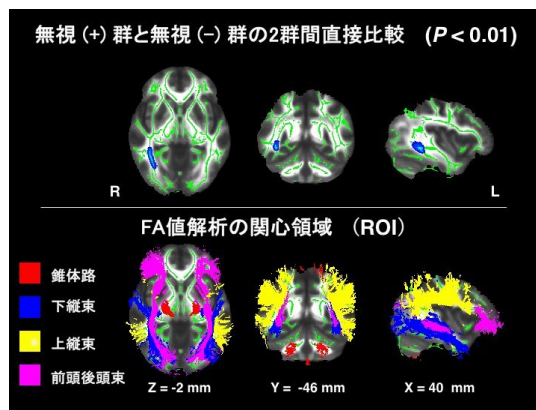 無視(+)群と無視(-)群の2群間直接比較 (P < 0.01)
R
L
FA値解析の関心領域 (ROI)
錐体路
下縦束
上縦束
前頭後頭束
Z = -2 mm
Y = -46 mm
X = 40 mm